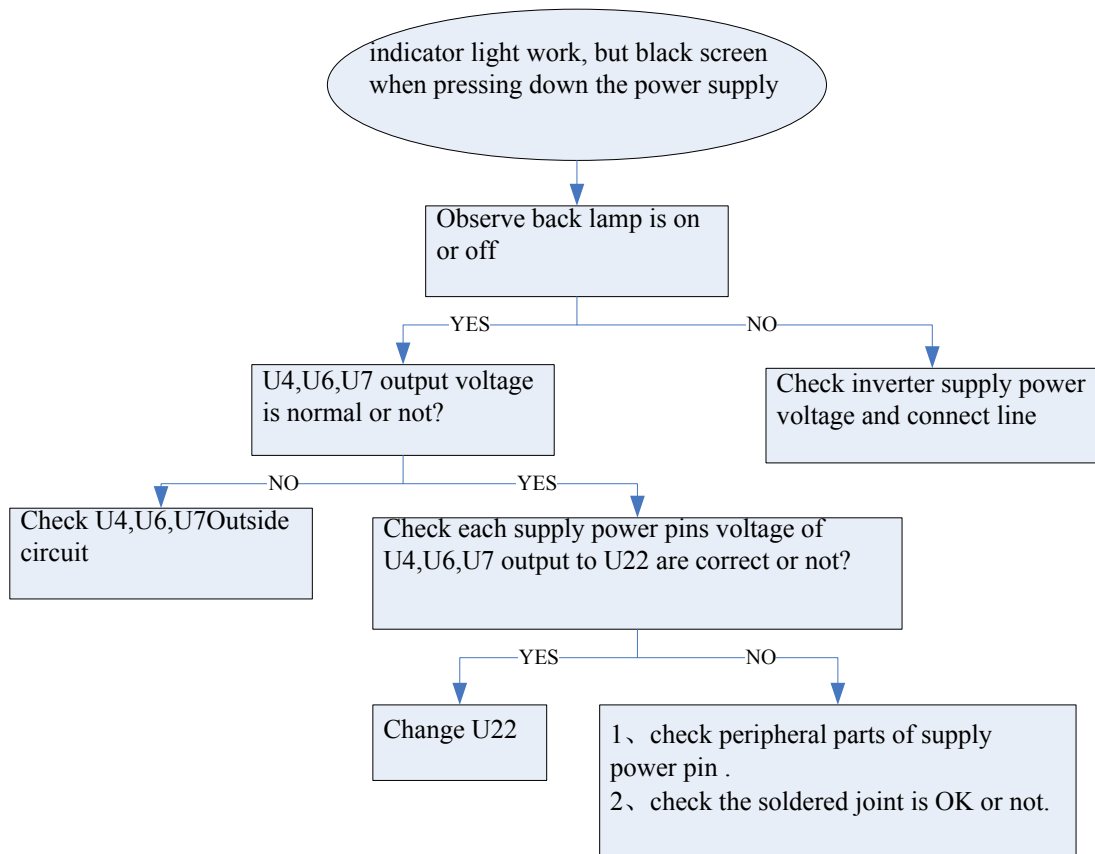 indicator light work, but black screen
when pressing down the power supply
Observe back lamp is on
or off
YES
NO
U4,U6,U7 output voltage
is normal or not?
Check inverter supply power
voltage and connect line
NO
YES
Check U4,U6,U7Outside
circuit
Check each supply power pins voltage of
U4,U6,U7 output to U22 are correct or not?
YES
NO
Change U22
1、check peripheral parts of supply
power pin .
2、check the soldered joint is OK or not.